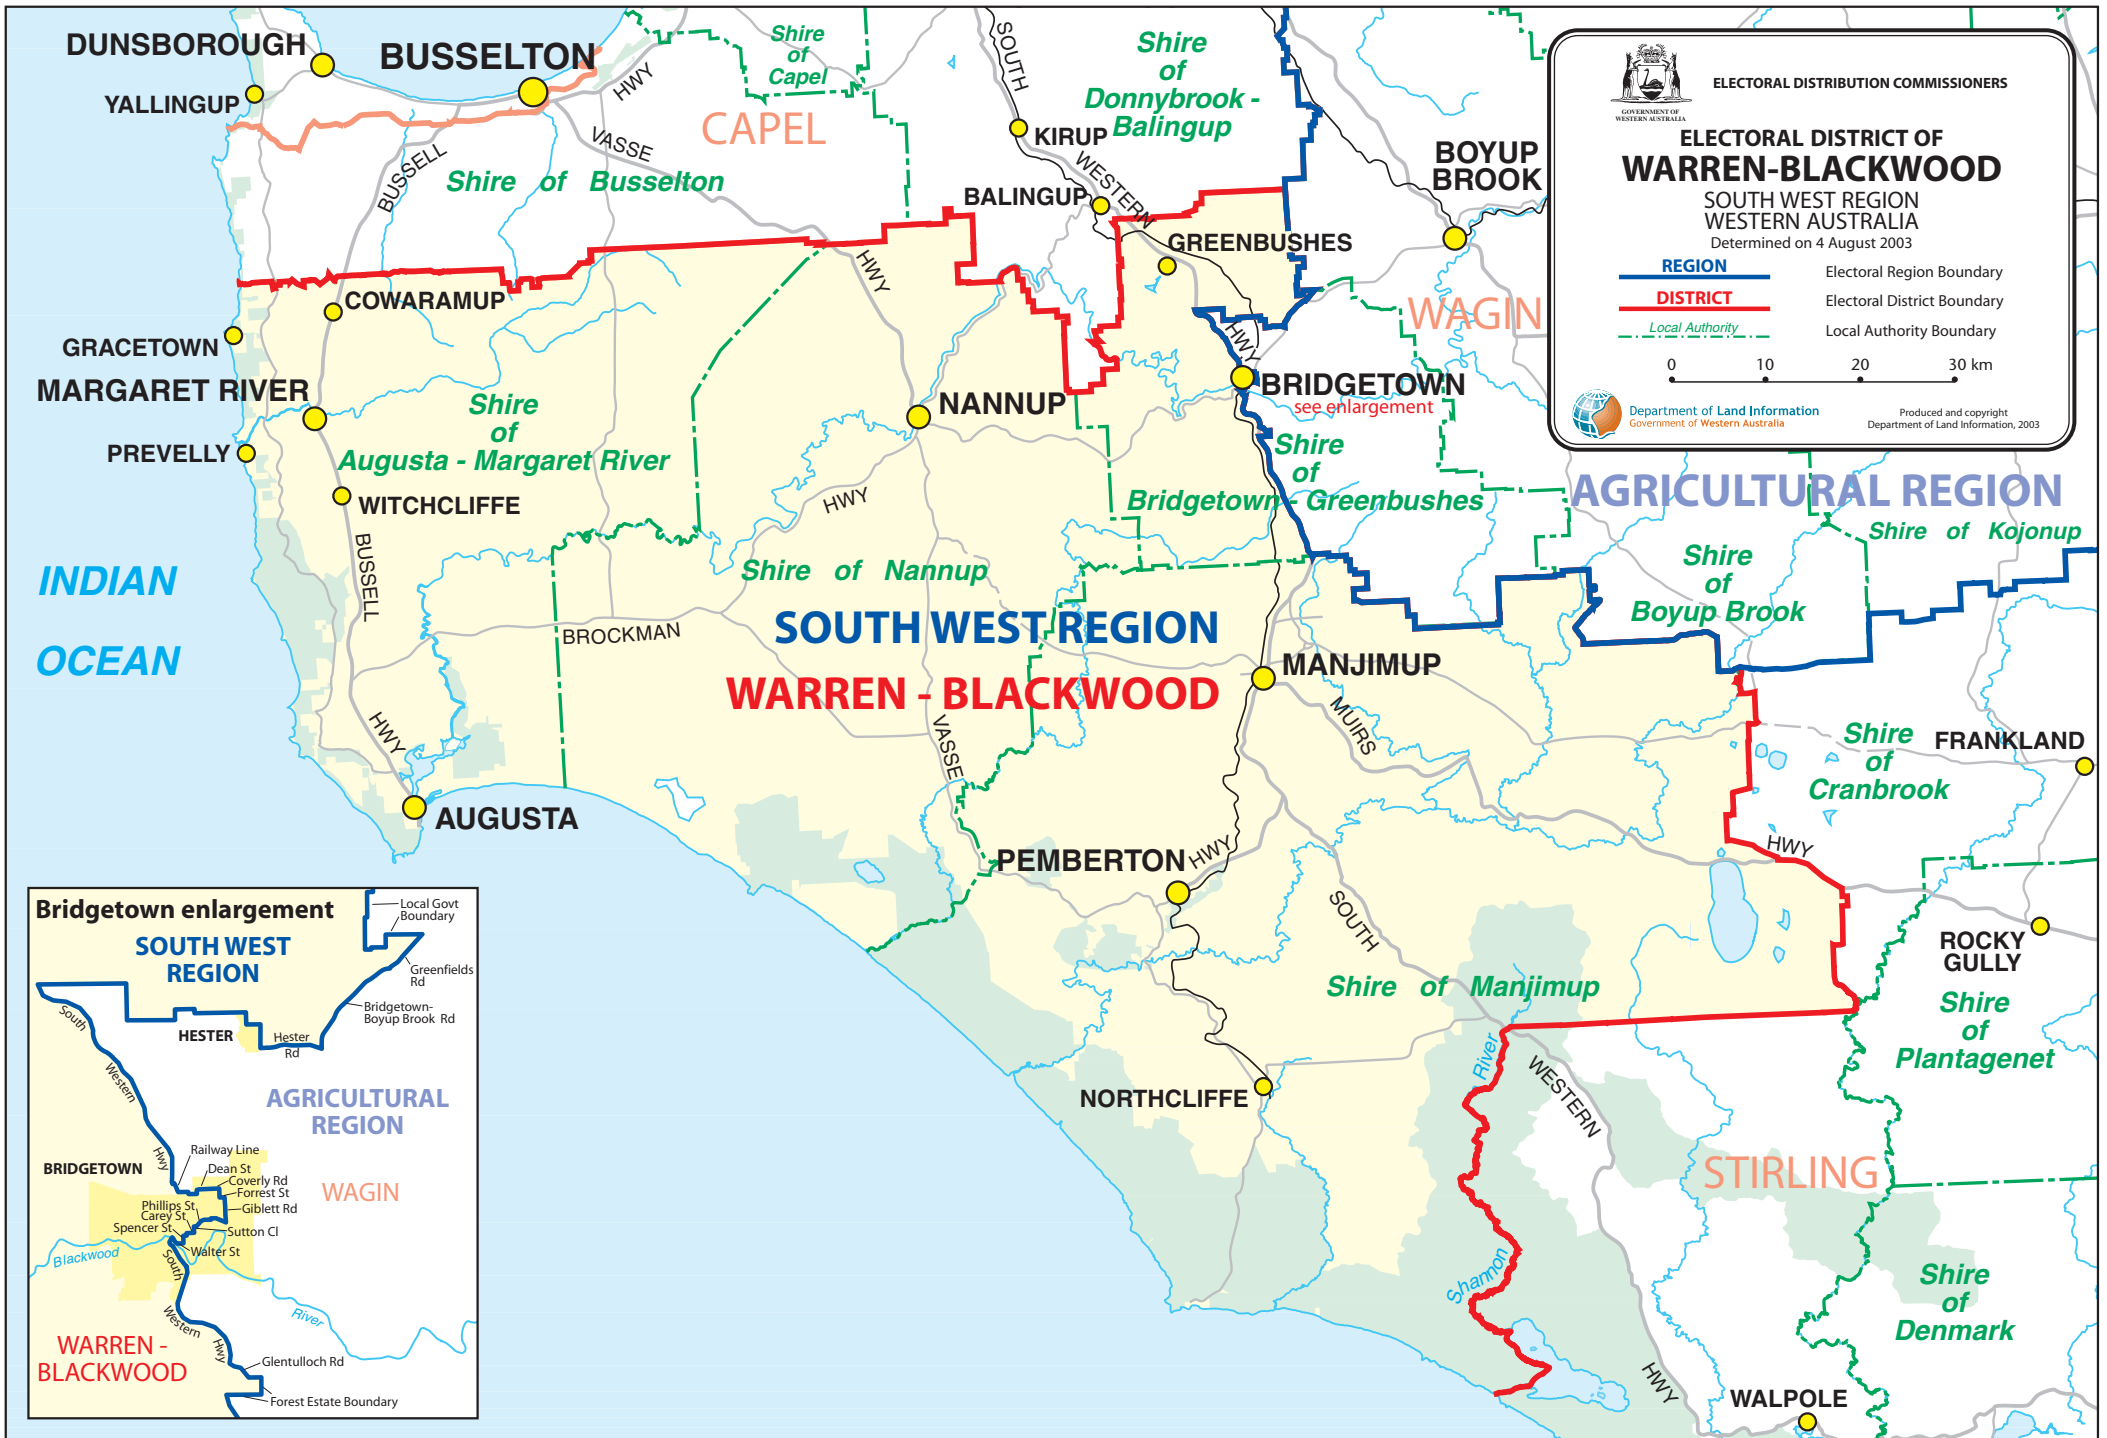 DUNSBOROUGH
BUSSELTON
YALLINGUP
HWY
Shire
of
Capel
CAPEL
VASSE
BUSSELL
Shire of Busselton
SOUTH
Shire
of
Donnybrook -
Balingup
KIRUP
WESTERN
BALINGUP
GREENBUSHES
BOYUP
BROOK
GOVERNMENT OF
WESTERN AUSTRALIA
ELECTORAL DISTRIBUTION COMMISSIONERS
ELECTORAL DISTRICT OF
WARREN-BLACKWOOD
SOUTH WEST REGION
WESTERN AUSTRALIA
Determined on 4 August 2003
REGION
Electoral Region Boundary
DISTRICT
Electoral District Boundary
Local Authority
Local Authority Boundary
0 10 20 30 km
Department of Land Information
Government of Western Australia
Produced and copyright
Department of Land Information, 2003
HWY
COWARAMUP
GRACETOWN
MARGARET RIVER
PREVELLY
WITCHCLIFFE
Shire
of
Augusta - Margaret River
NANNUP
HWY
BRIDGETOWN
see enlargement
WAGIN
Shire
of
Bridgetown - Greenbushes
AGRICULTURAL REGION
Shire of Kojonup
HWY
INDIAN
OCEAN
BUSSELL
Shire of Nannup
SOUTH WEST REGION
WARREN - BLACKWOOD
BROCKMAN
Shire
of
Boyup Brook
MANJIMUP
MUIRS
HWY
VASSE
AUGUSTA
Shire
of
Cranbrook
FRANKLAND
HWY
PEMBERTON
HWY
SOUTH
ROCKY
GULLY
Shire of Manjimup
Shire
of
Plantagenet
River
WESTERN
NORTHCLIFFE
STIRLING
Shannon
Shire
of
Denmark
HWY
WALPOLE
Bridgetown enlargement
SOUTH WEST
REGION
Local Govt
Boundary
Greenfields
Rd
Bridgetown-
Boyup Brook Rd
South
HESTER
Hester
Rd
Western
AGRICULTURAL
REGION
Hwy
Railway Line
BRIDGETOWN
Dean St
Coverly Rd
Forrest St
WAGIN
Phillips St
Giblett Rd
Carey St
Spencer St
Sutton Cl
Walter St
Blackwood
South
River
Western
Hwy
WARREN -
BLACKWOOD
Glentulloch Rd
Forest Estate Boundary